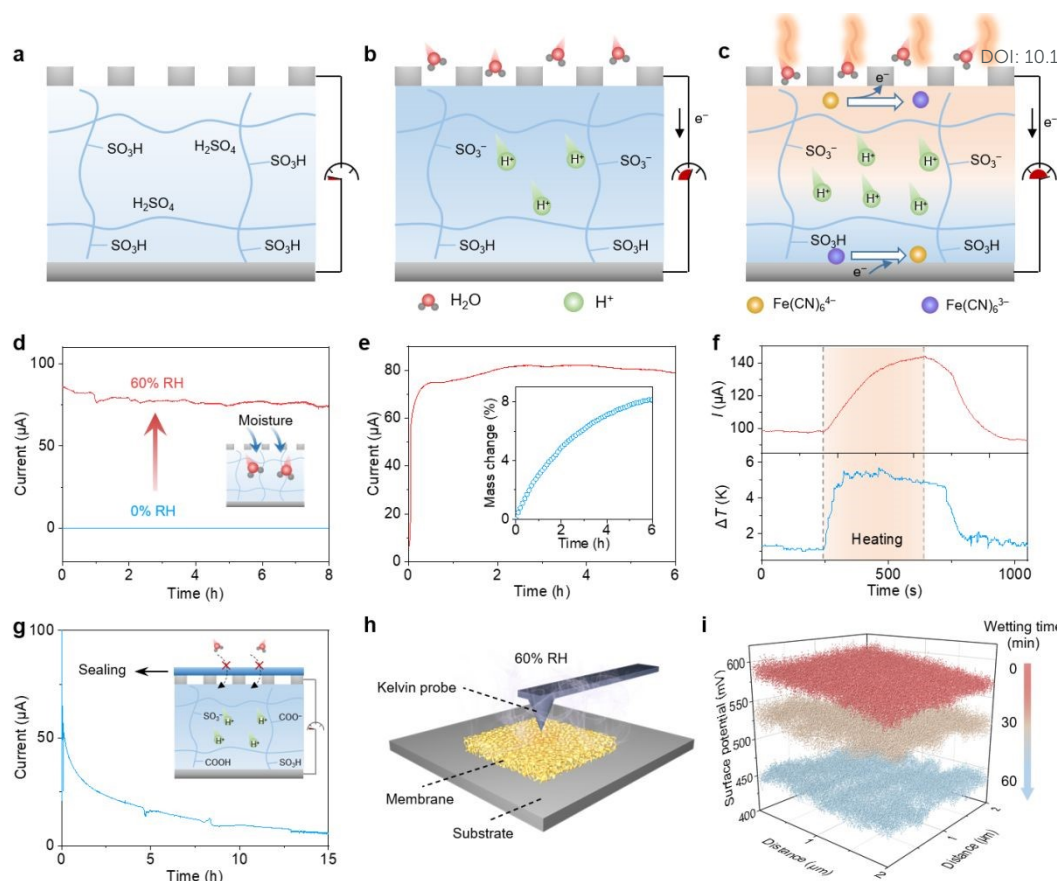 a
SO₃H
H₂SO₄
SO₃H
H₂SO₄
SO₃H
SO₃H
b
e⁻
SO₃⁻
H⁺
H⁺
SO₃⁻
H⁺
SO₃H
SO₃H
c
DOI: 10.1
e⁻
e⁻
SO₃⁻
H⁺
SO₃⁻
H⁺
H⁺
H⁺
H⁺
SO₃H
SO₃H
e⁻
H₂O
H⁺
Fe(CN)₆⁴⁻
Fe(CN)₆³⁻
d
Current (µA)
100
75
50
25
0
60% RH
Moisture
0% RH
0 2 4 6 8
Time (h)
e
Current (µA)
80
60
40
20
0
Mass change (%)
8
4
0
0 2 4 6
Time (h)
0 2 4 6
Time (h)
f
I (µA)
140
120
100
ΔT (K)
6
4
2
Heating
0 500 1000
Time (s)
g
Current (µA)
100
50
0
Sealing
SO₃⁻
H⁺
H⁺
COO⁻
H⁺
H⁺
COOH
SO₃H
0 5 10 15
Time (h)
h
60% RH
Kelvin probe
Membrane
Substrate
i
Wetting time
(min)
0
30
60
Surface potential (mV)
600
550
500
450
400
Distance (µm)
1
2
Distance (µm)
1
2